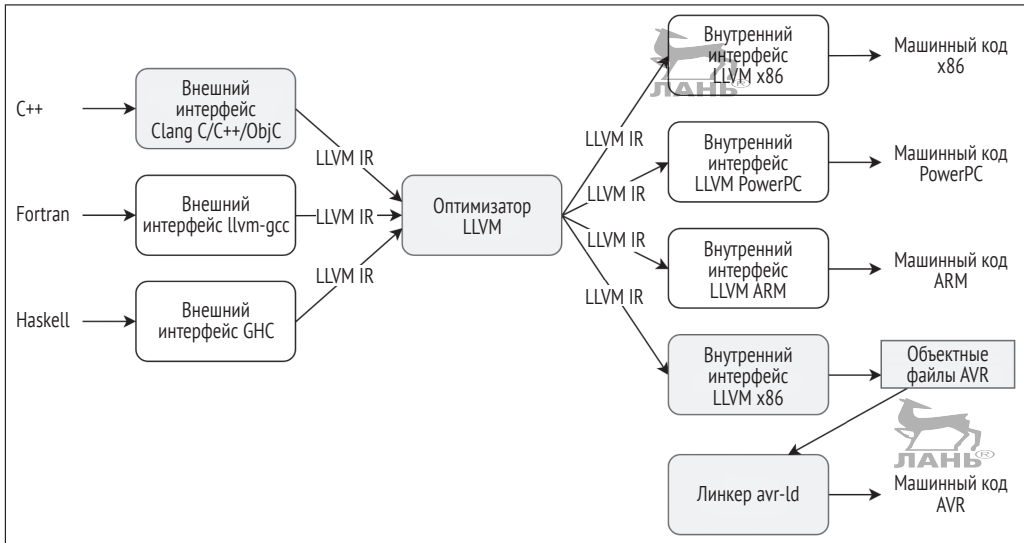 C++
Внешний
интерфейс
Clang C/C++/ObjC
LLVM IR
Fortran
Внешний
интерфейс llvm-gcc
LLVM IR
Haskell
Внешний
интерфейс GHC
LLVM IR
Оптимизатор
LLVM
LLVM IR
Внутренний
интерфейс
LLVM x86
ЛАНЬ®
Машинный код
x86
LLVM IR
Внутренний
интерфейс
LLVM PowerPC
Машинный код
PowerPC
LLVM IR
Внутренний
интерфейс
LLVM ARM
Машинный код
ARM
LLVM IR
Внутренний
интерфейс
LLVM x86
Объектные
файлы AVR
ЛАНЬ®
Линкер avr-ld
Машинный код
AVR